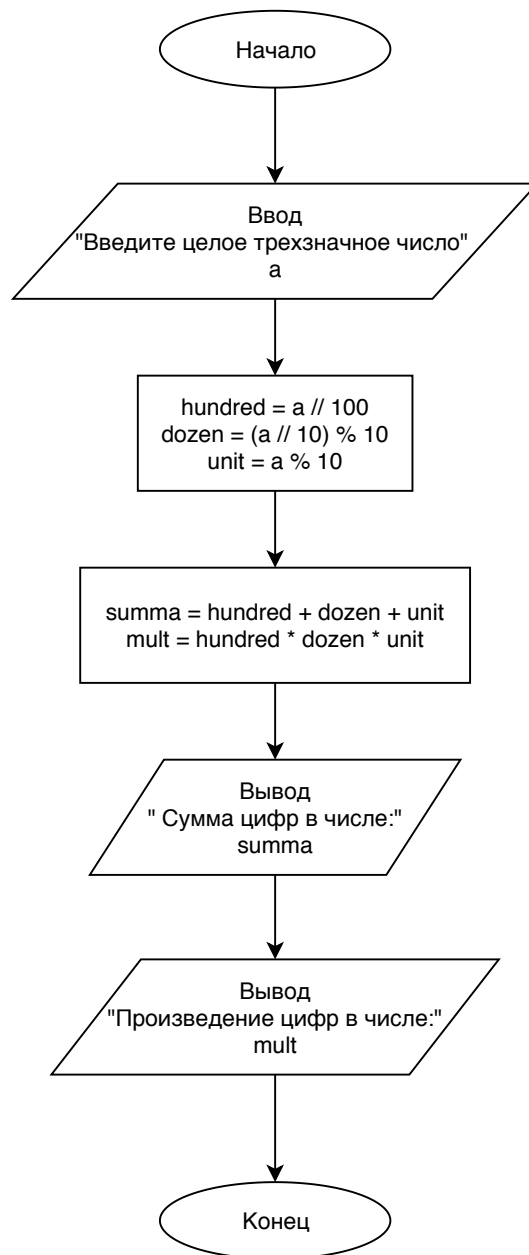 Начало
Ввод
"Введите целое трехзначное число"
a
hundred = a // 100
dozen = (a // 10) % 10
unit = a % 10
summa = hundred + dozen + unit
mult = hundred * dozen * unit
Вывод
" Сумма цифр в числе:"
summa
Вывод
"Произведение цифр в числе:"
mult
Конец